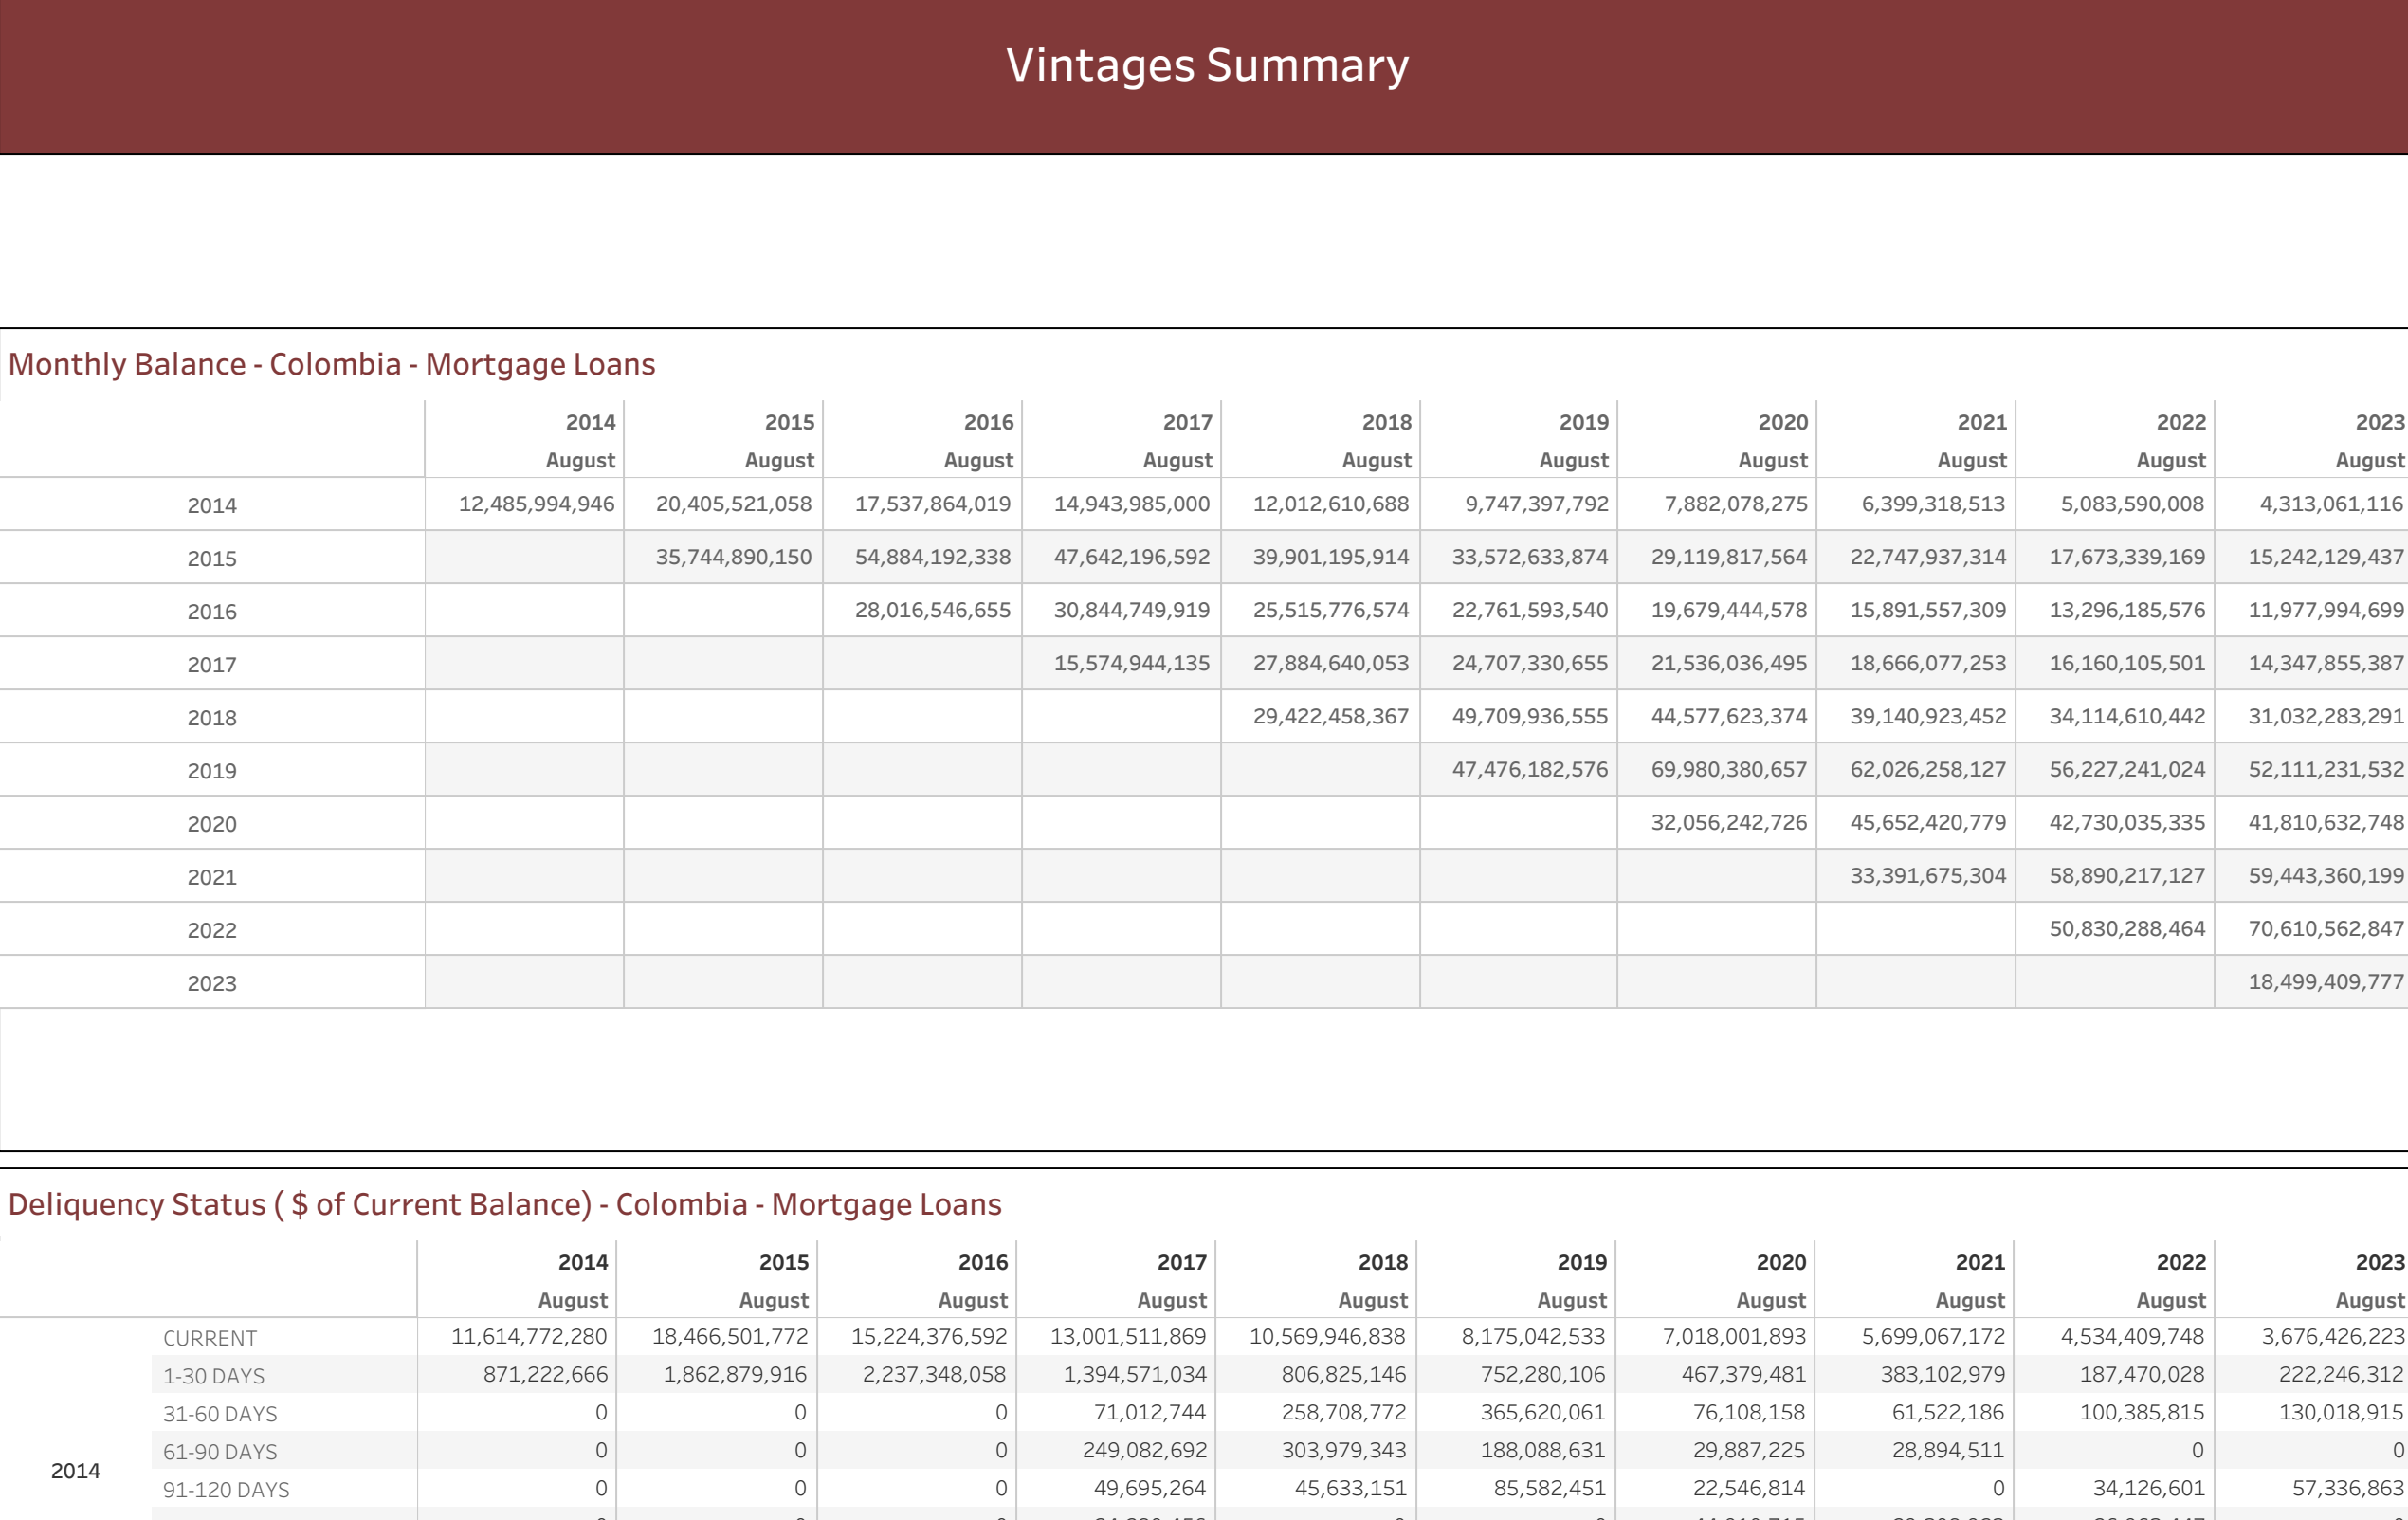 Vintages Summary
Monthly Balance - Colombia - Mortgage Loans
2014 2015 2016 2017 2018 2019 2020 2021 2022 2023
August August August August August August August August August August
2014 12,485,994,946 20,405,521,058 17,537,864,019 14,943,985,000 12,012,610,688 9,747,397,792 7,882,078,275 6,399,318,513 5,083,590,008 4,313,061,116
2015 35,744,890,150 54,884,192,338 47,642,196,592 39,901,195,914 33,572,633,874 29,119,817,564 22,747,937,314 17,673,339,169 15,242,129,437
2016 28,016,546,655 30,844,749,919 25,515,776,574 22,761,593,540 19,679,444,578 15,891,557,309 13,296,185,576 11,977,994,699
2017 15,574,944,135 27,884,640,053 24,707,330,655 21,536,036,495 18,666,077,253 16,160,105,501 14,347,855,387
2018 29,422,458,367 49,709,936,555 44,577,623,374 39,140,923,452 34,114,610,442 31,032,283,291
2019 47,476,182,576 69,980,380,657 62,026,258,127 56,227,241,024 52,111,231,532
2020 32,056,242,726 45,652,420,779 42,730,035,335 41,810,632,748
2021 33,391,675,304 58,890,217,127 59,443,360,199
2022 50,830,288,464 70,610,562,847
2023 18,499,409,777
Deliquency Status ( $ of Current Balance) - Colombia - Mortgage Loans
2014 2015 2016 2017 2018 2019 2020 2021 2022 2023
August August August August August August August August August August
CURRENT 11,614,772,280 18,466,501,772 15,224,376,592 13,001,511,869 10,569,946,838 8,175,042,533 7,018,001,893 5,699,067,172 4,534,409,748 3,676,426,223
1-30 DAYS 871,222,666 1,862,879,916 2,237,348,058 1,394,571,034 806,825,146 752,280,106 467,379,481 383,102,979 187,470,028 222,246,312
31-60 DAYS 0 0 0 71,012,744 258,708,772 365,620,061 76,108,158 61,522,186 100,385,815 130,018,915
61-90 DAYS 0 0 0 249,082,692 303,979,343 188,088,631 29,887,225 28,894,511 0 0
2014
91-120 DAYS 0 0 0 49,695,264 45,633,151 85,582,451 22,546,814 0 34,126,601 57,336,863